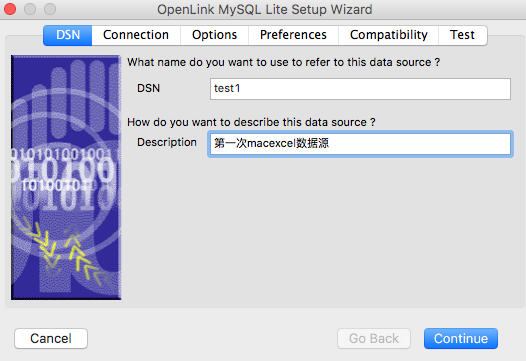 OpenLink MySQL Lite Setup Wizard
DSN Connection Options Preferences Compatibility Test
What name do you want to use to refer to this data source ?
DSN test1
How do you want to describe this data source ?
Description 第一次macexcel数据源
Cancel Go Back Continue